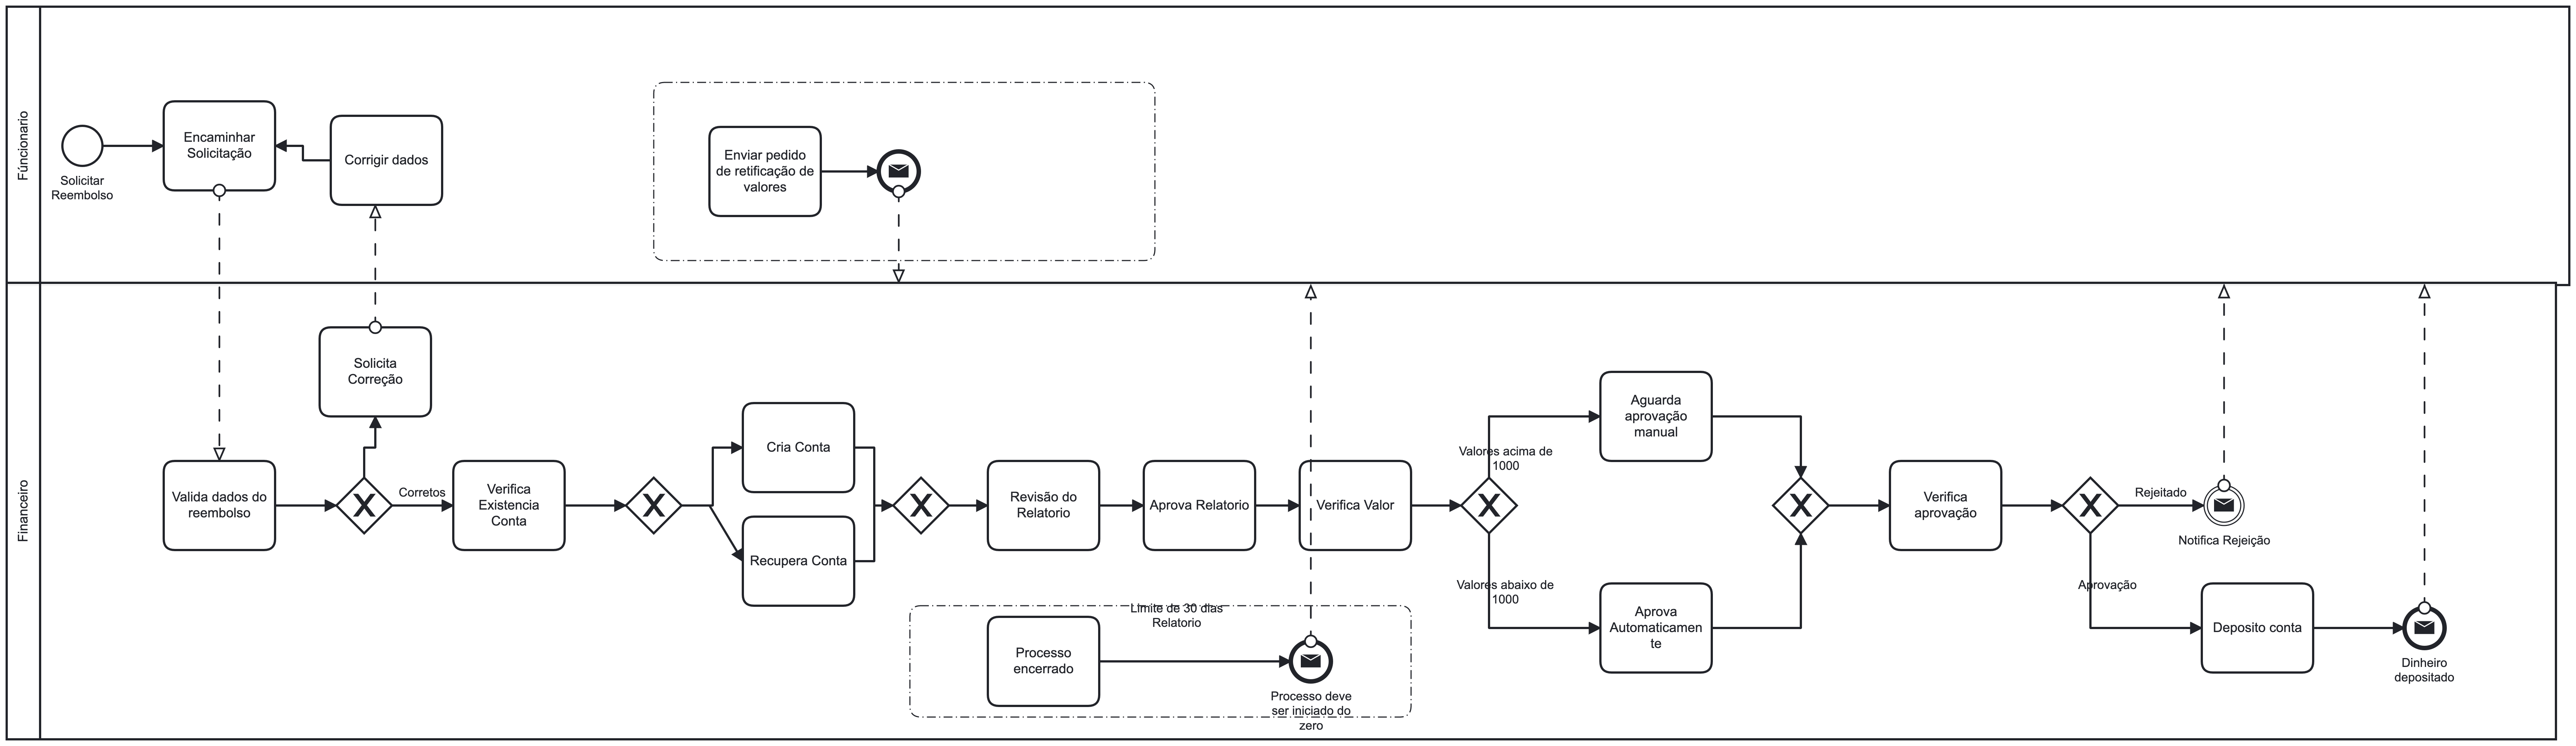 Fúncionario
Solicitar
Reembolso
Encaminhar
Solicitação
Corrigir dados
Enviar pedido
de retificação de
valores
Financeiro
Valida dados do
reembolso
Solicita
Correção
Corretos
Verifica
Existencia
Conta
Cria Conta
Recupera Conta
Revisão do
Relatorio
Aprova Relatorio
Verifica Valor
Limite de 30 dias
Relatorio
Processo
encerrado
Processo deve
ser iniciado do
zero
Valores acima de
1000
Valores abaixo de
1000
Aguarda
aprovação
manual
Aprova
Automaticamen
te
Verifica
aprovação
Rejeitado
Notifica Rejeição
Aprovação
Deposito conta
Dinheiro
depositado